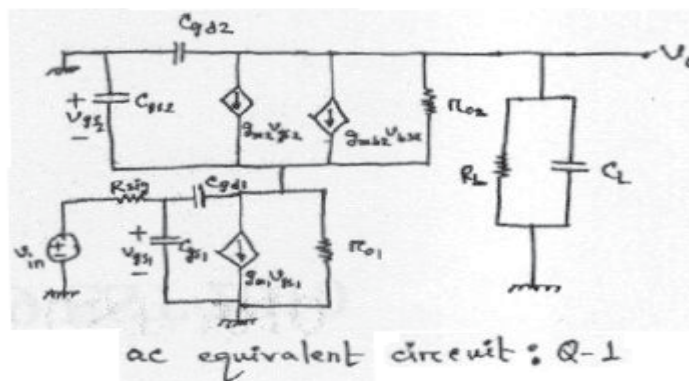 Cgd2
Vo
+
Vgs2
-
Cgs2
gm2Vgs2
gmb2Vbs2
ro2
RL
CL
Rsig
Cgd1
Vin
+
Vgs1
-
Cgs1
gm1Vgs1
ro1
ac equivalent circuit: Q-1